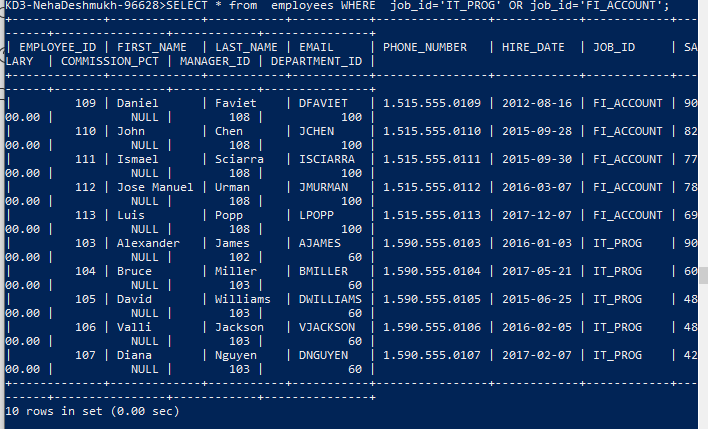 KD3-NehaDeshmukh-96628>SELECT * from  employees WHERE  job_id='IT_PROG' OR job_id='FI_ACCOUNT';
+-------------+-------------+-----------+-----------+----------------+------------+------------+---
------+----------------+------------+---------------+
| EMPLOYEE_ID | FIRST_NAME  | LAST_NAME | EMAIL     | PHONE_NUMBER   | HIRE_DATE  | JOB_ID     | SA
LARY  | COMMISSION_PCT | MANAGER_ID | DEPARTMENT_ID |
+-------------+-------------+-----------+-----------+----------------+------------+------------+---
------+----------------+------------+---------------+
|         109 | Daniel      | Faviet    | DFAVIET   | 1.515.555.0109 | 2012-08-16 | FI_ACCOUNT | 90
00.00 |           NULL |        108 |           100 |
|         110 | John        | Chen      | JCHEN     | 1.515.555.0110 | 2015-09-28 | FI_ACCOUNT | 82
00.00 |           NULL |        108 |           100 |
|         111 | Ismael      | Sciarra   | ISCIARRA  | 1.515.555.0111 | 2015-09-30 | FI_ACCOUNT | 77
00.00 |           NULL |        108 |           100 |
|         112 | Jose Manuel | Urman     | JMURMAN   | 1.515.555.0112 | 2016-03-07 | FI_ACCOUNT | 78
00.00 |           NULL |        108 |           100 |
|         113 | Luis        | Popp      | LPOPP     | 1.515.555.0113 | 2017-12-07 | FI_ACCOUNT | 69
00.00 |           NULL |        108 |           100 |
|         103 | Alexander   | James     | AJAMES    | 1.590.555.0103 | 2016-01-03 | IT_PROG    | 90
00.00 |           NULL |        102 |            60 |
|         104 | Bruce       | Miller    | BMILLER   | 1.590.555.0104 | 2017-05-21 | IT_PROG    | 60
00.00 |           NULL |        103 |            60 |
|         105 | David       | Williams  | DWILLIAMS | 1.590.555.0105 | 2015-06-25 | IT_PROG    | 48
00.00 |           NULL |        103 |            60 |
|         106 | Valli       | Jackson   | VJACKSON  | 1.590.555.0106 | 2016-02-05 | IT_PROG    | 48
00.00 |           NULL |        103 |            60 |
|         107 | Diana       | Nguyen    | DNGUYEN   | 1.590.555.0107 | 2017-02-07 | IT_PROG    | 42
00.00 |           NULL |        103 |            60 |
+-------------+-------------+-----------+-----------+----------------+------------+------------+---
------+----------------+------------+---------------+
10 rows in set (0.00 sec)